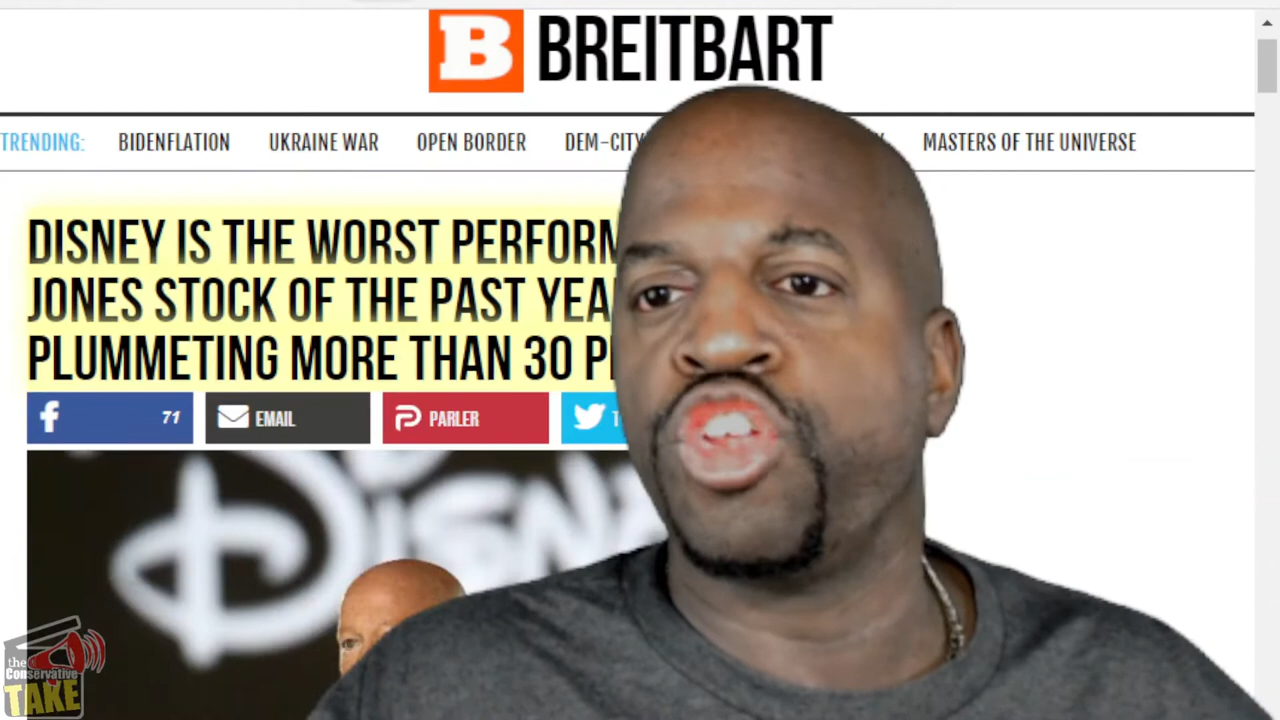 B BREITBART
TRENDING: BIDENFLATION UKRAINE WAR OPEN BORDER DEM-CITY MASTERS OF THE UNIVERSE
DISNEY IS THE WORST PERFORM
JONES STOCK OF THE PAST YEA
PLUMMETING MORE THAN 30 P
f 71 EMAIL PARLER
DISN
the
Conservative
TAKE